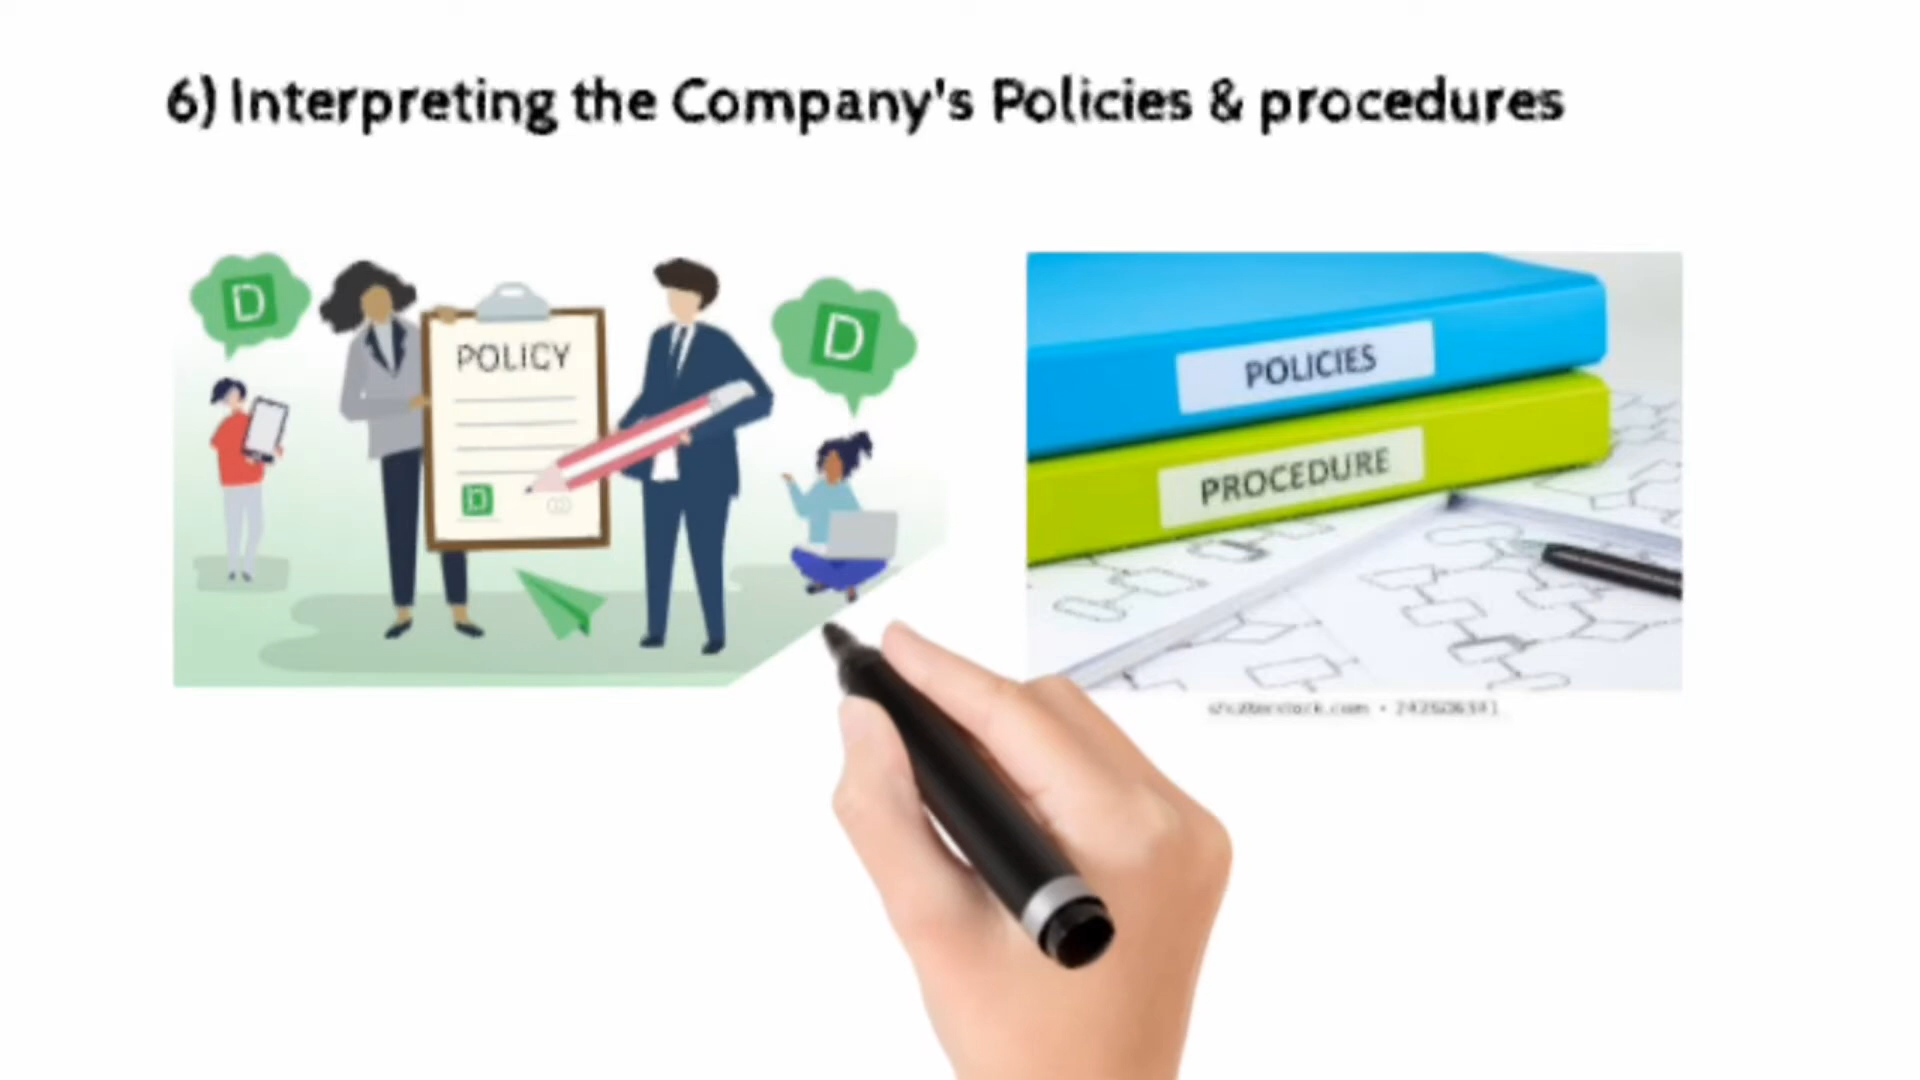 6) Interpreting the Company's Policies & procedures
D
D
POLICY
D
POLICIES
PROCEDURE